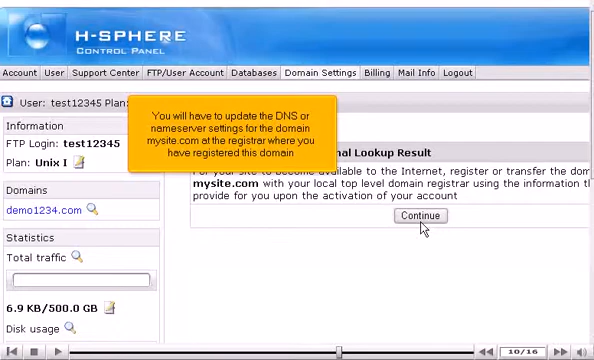 H-SPHERE
CONTROL PANEL
Account User Support Center FTP/User Account Databases Domain Settings Billing Mail Info Logout
User: test12345 Plan:
You will have to update the DNS or
nameserver settings for the domain
mysite.com at the registrar where you
have registered this domain
Information
FTP Login: test12345
Plan: Unix I
Domains
demo1234.com
Statistics
Total traffic
6.9 KB/500.0 GB
Disk usage
nal Lookup Result
For your site to become available to the Internet, register or transfer the dom
mysite.com with your local top level domain registrar using the information th
provide for you upon the activation of your account
Continue
10/16